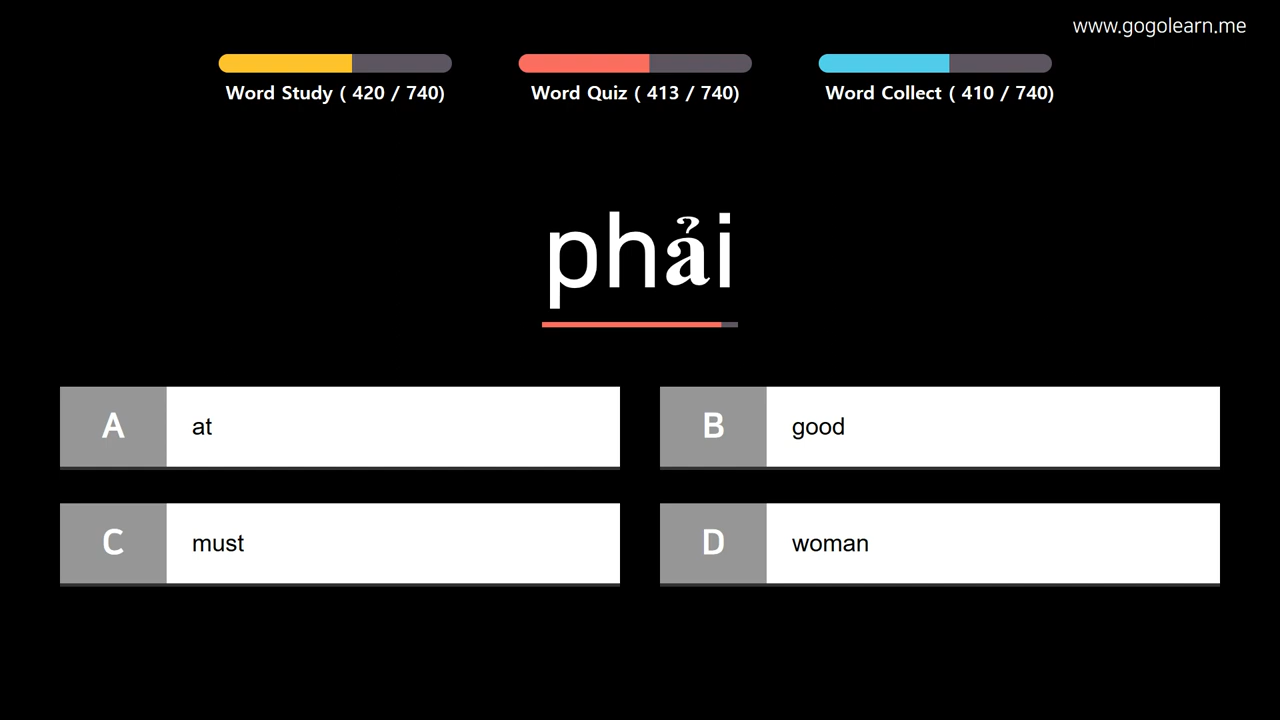 www.gogolearn.me
Word Study ( 420 / 740)
Word Quiz ( 413 / 740)
Word Collect ( 410 / 740)
phải
A at
B good
C must
D woman